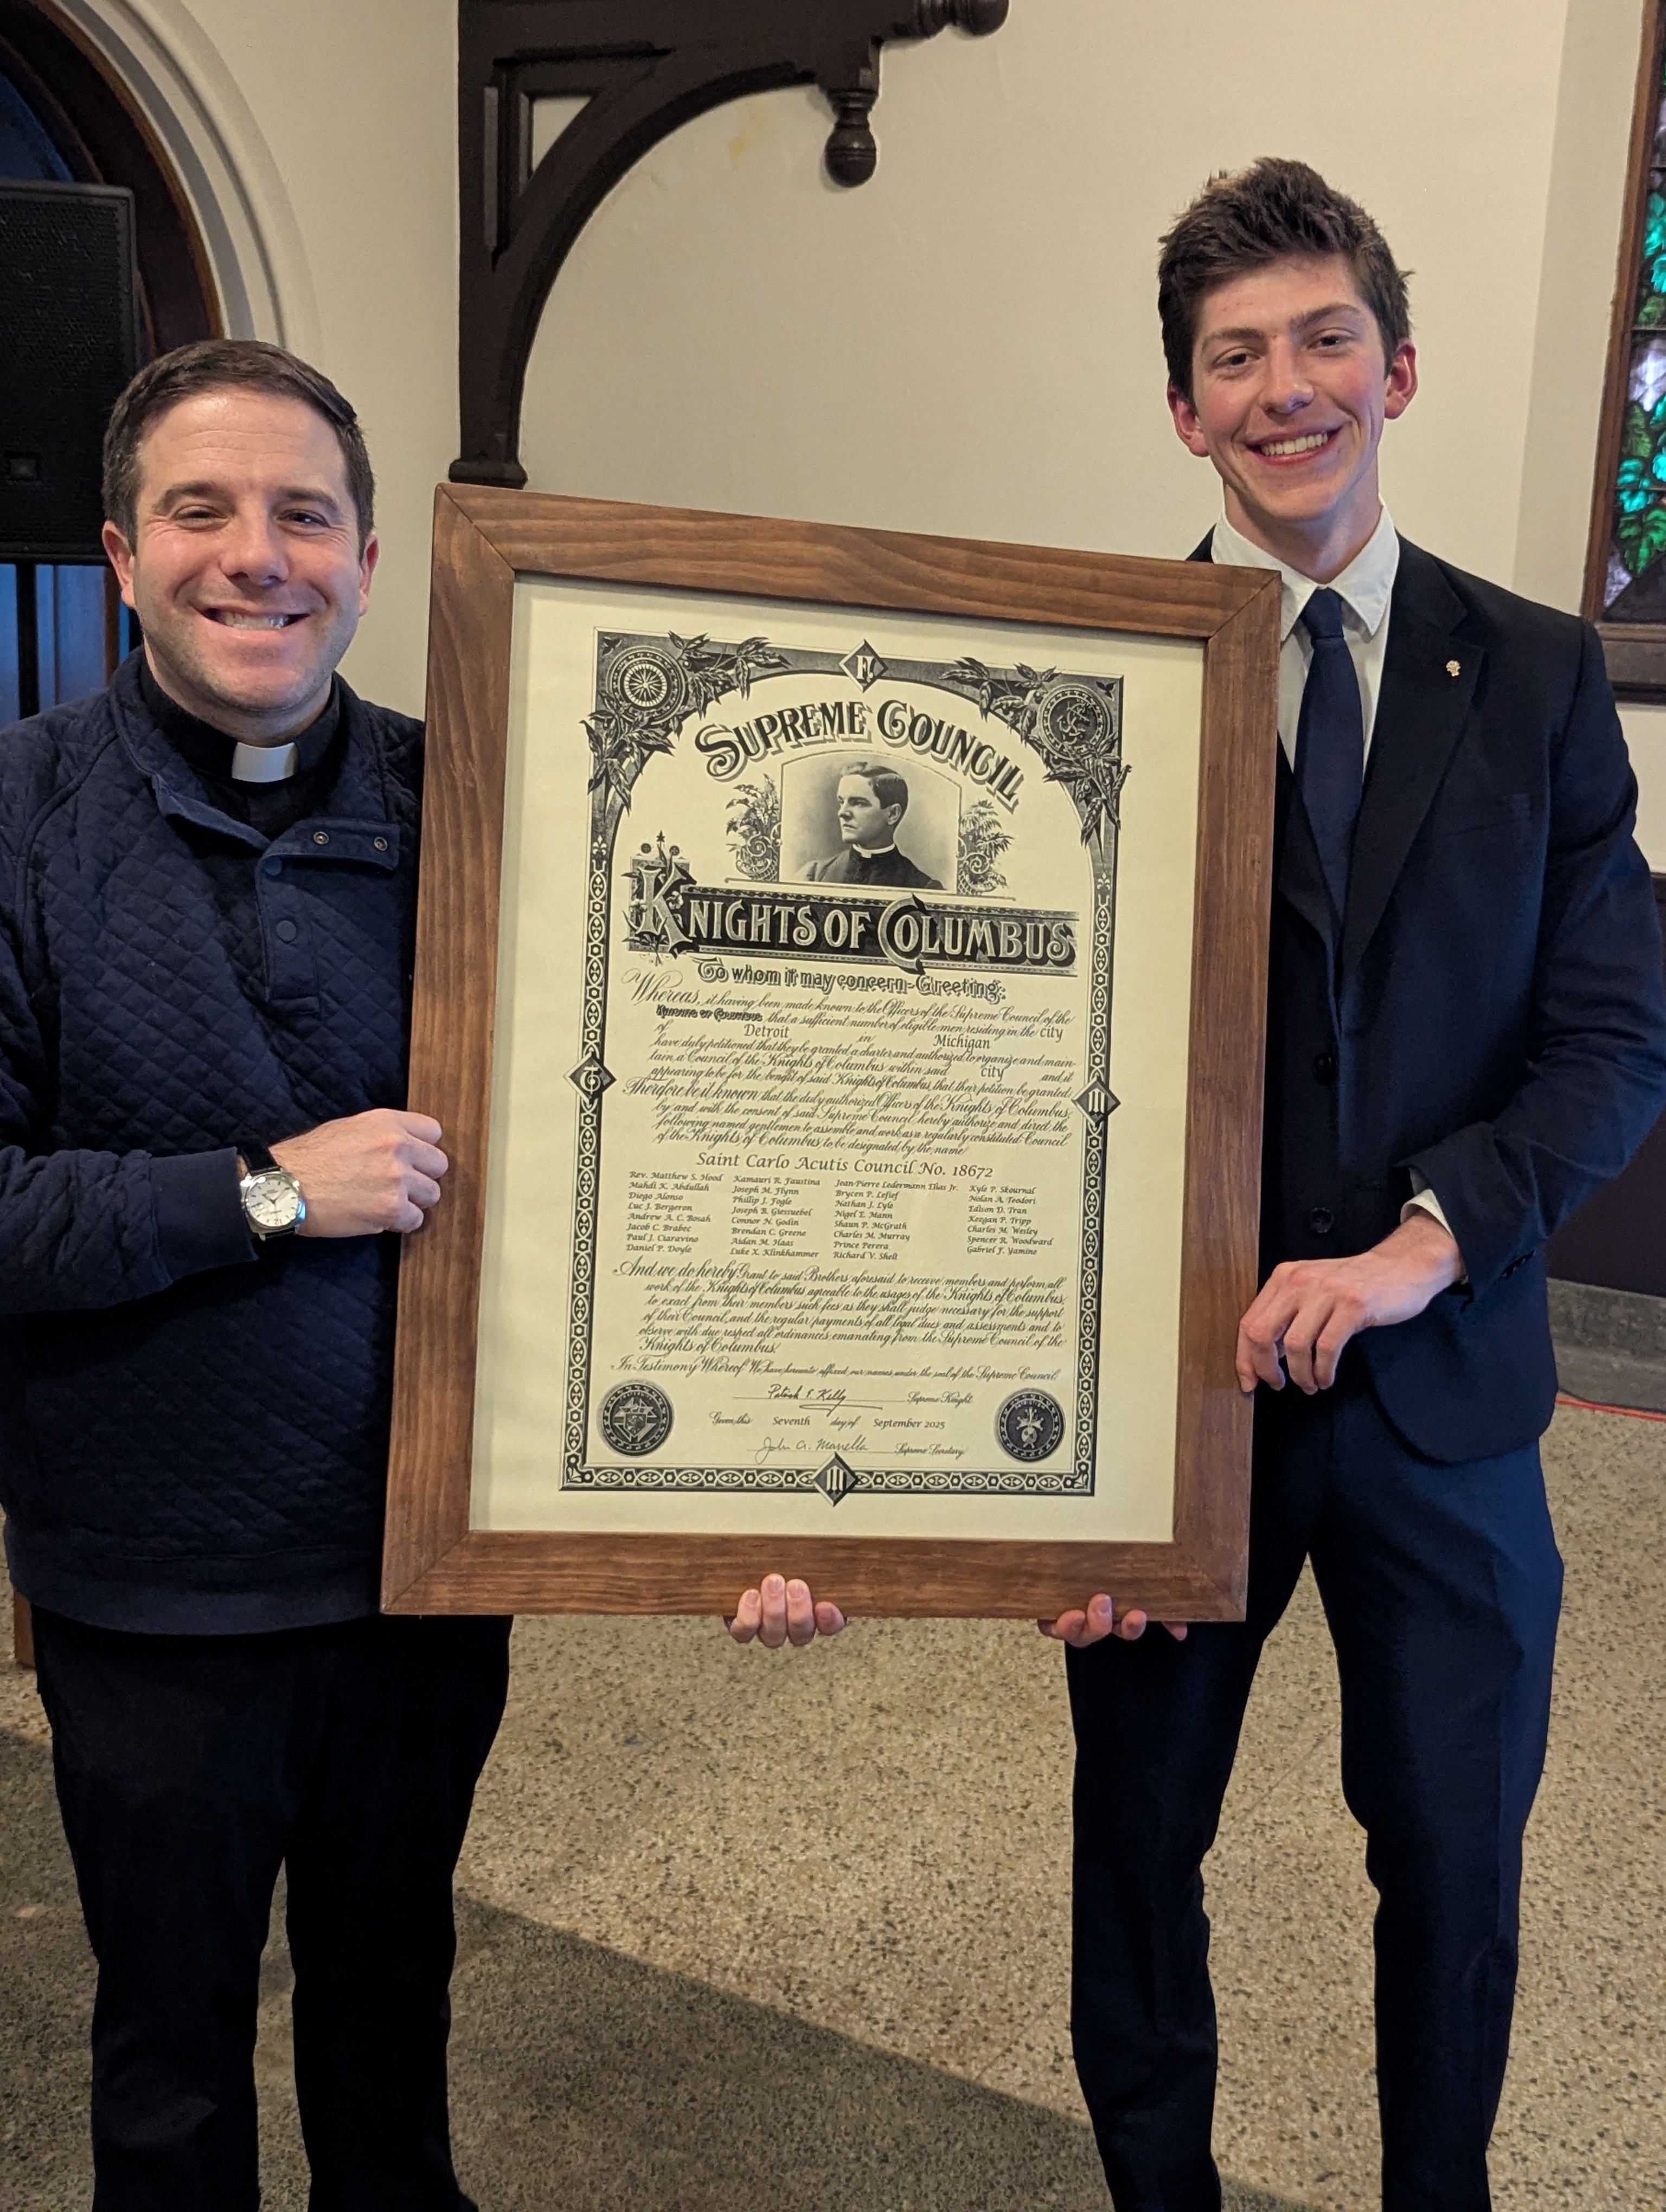 SUPREME COUNCIL
KNIGHTS OF COLUMBUS
To whom it may concern-Greeting:
Whereas, it having been made known to the Officers of the Supreme Council of the
Knights of Columbus that a sufficient number of eligible men residing in the city
of Detroit in Michigan
have duly petitioned that they be granted a charter and authorized to organize and main-
tain a Council of the Knights of Columbus within said city and it
appearing to be for the benefit of said Knights of Columbus, that their petition be granted
Therefore be it known that the duly authorized Officers of the Knights of Columbus,
by and with the consent of said Supreme Council, hereby authorize and direct the
following named gentlemen to assemble and work as a regularly constituted Council
of the Knights of Columbus to be designated by the name
Saint Carlo Acutis Council No. 18672
Rev. Matthew S. Hood Kamauri R. Faustina Jean-Pierre Ledermann Elias Jr. Kyle P. Skournal
Mahdi K. Abdullah Joseph M. Flynn Brycen P. Lefief Nolan A. Teodori
Diego Alonso Phillip J. Fogle Nathan J. Lyle Edison D. Tran
Luc J. Bergeron Joseph B. Giessuebel Nigel E. Mann Keegan P. Tripp
Andrew A. C. Bosah Connor N. Godin Shaun P. McGrath Charles M. Wesley
Jacob C. Brabec Brendan C. Greene Charles M. Murray Spencer R. Woodward
Paul J. Ciaravino Aidan M. Haas Prince Perera Gabriel F. Yamine
Daniel P. Doyle Luke X. Klinkhammer Richard V. Shelt
And we do hereby Grant to said Brothers aforesaid to receive members and perform all
work of the Knights of Columbus agreeable to the usages of the Knights of Columbus,
to exact from their members such fees as they shall judge necessary for the support
of their Council, and the regular payments of all legal dues and assessments and to
observe with due respect all ordinances emanating from the Supreme Council of the
Knights of Columbus.
In Testimony Whereof We have hereunto affixed our names under the seal of the Supreme Council.
Patrick E. Kelly Supreme Knight
Given this Seventh day of September 2025
John A. Marrella Supreme Secretary